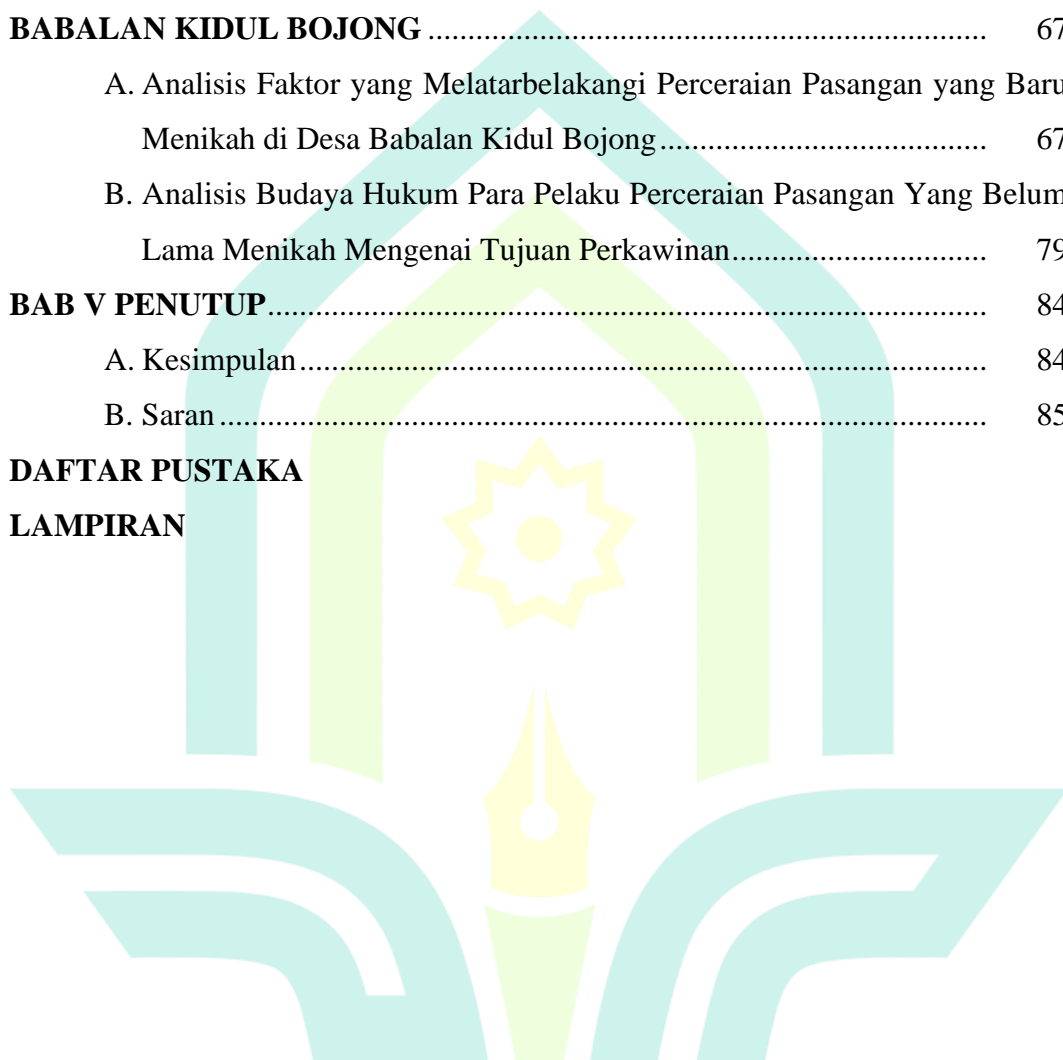 BABALAN KIDUL BOJONG ........................................................................ 67
A. Analisis Faktor yang Melatarbelakangi Perceraian Pasangan yang Baru
Menikah di Desa Babalan Kidul Bojong .......................................... 67
B. Analisis Budaya Hukum Para Pelaku Perceraian Pasangan Yang Belum
Lama Menikah Mengenai Tujuan Perkawinan ................................. 79
BAB V PENUTUP ............................................................................................. 84
A. Kesimpulan ......................................................................................... 84
B. Saran ................................................................................................... 85
DAFTAR PUSTAKA
LAMPIRAN